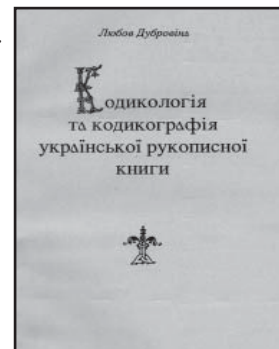 Любов Дубровіна
Кодикологія
та кодикографія
української рукописної
книги